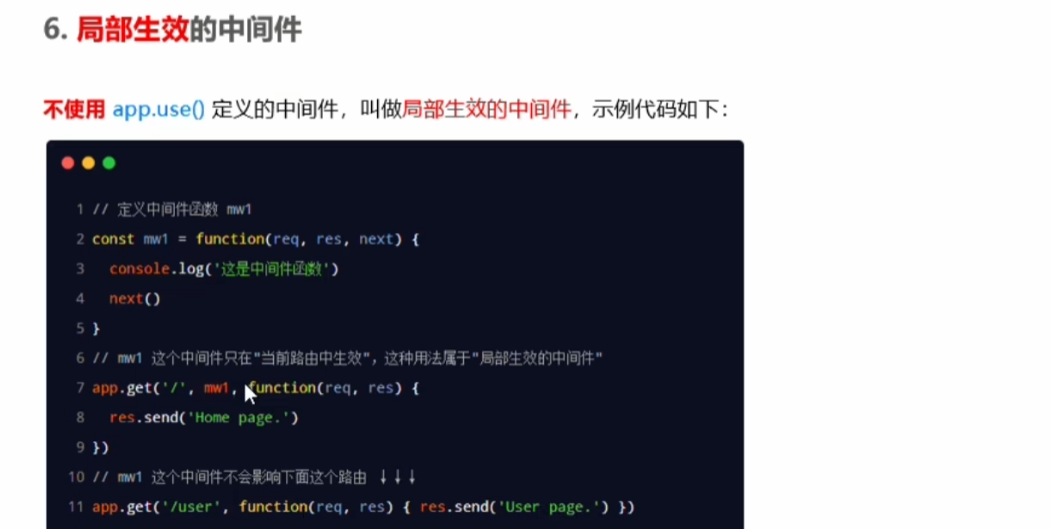 6. 局部生效的中间件
不使用 app.use() 定义的中间件，叫做局部生效的中间件，示例代码如下：
1 // 定义中间件函数 mw1
2 const mw1 = function(req, res, next) {
3   console.log('这是中间件函数')
4   next()
5 }
6 // mw1 这个中间件只在"当前路由中生效"，这种用法属于"局部生效的中间件"
7 app.get('/', mw1, function(req, res) {
8   res.send('Home page.')
9 })
10 // mw1 这个中间件不会影响下面这个路由 ↓↓↓
11 app.get('/user', function(req, res) { res.send('User page.') })